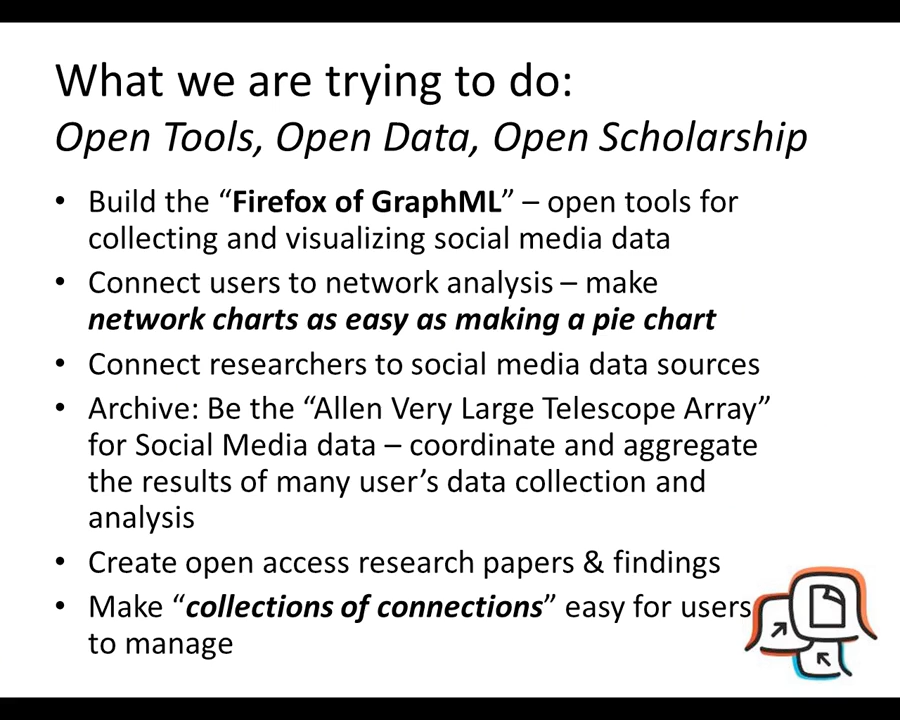 What we are trying to do:
Open Tools, Open Data, Open Scholarship
• Build the “Firefox of GraphML” – open tools for
collecting and visualizing social media data
• Connect users to network analysis – make
network charts as easy as making a pie chart
• Connect researchers to social media data sources
• Archive: Be the “Allen Very Large Telescope Array”
for Social Media data – coordinate and aggregate
the results of many user’s data collection and
analysis
• Create open access research papers & findings
• Make “collections of connections” easy for users
to manage